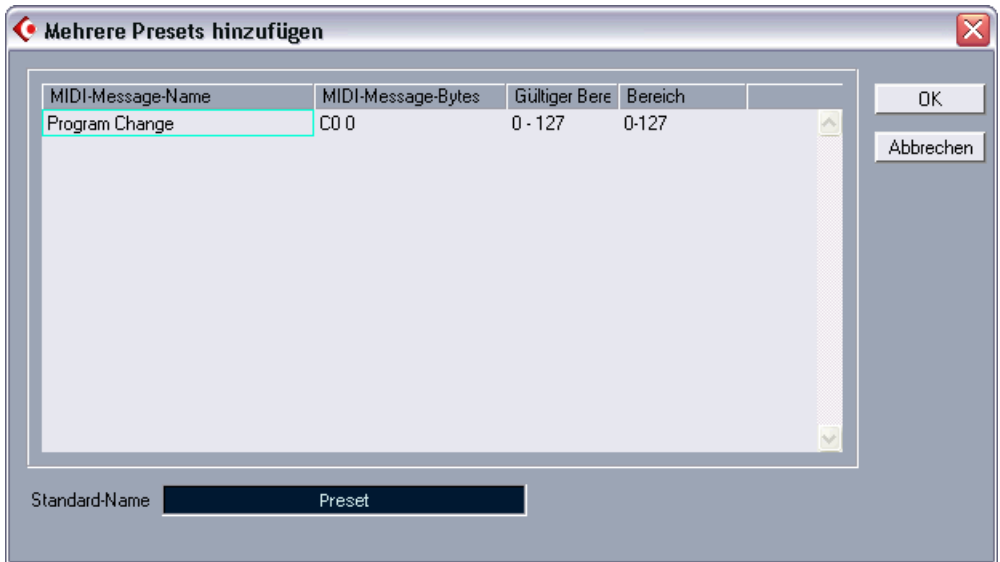 Mehrere Presets hinzufügen
MIDI-Message-Name MIDI-Message-Bytes Gültiger Bere Bereich
Program Change C0 0 0 - 127 0-127
OK
Abbrechen
Standard-Name Preset